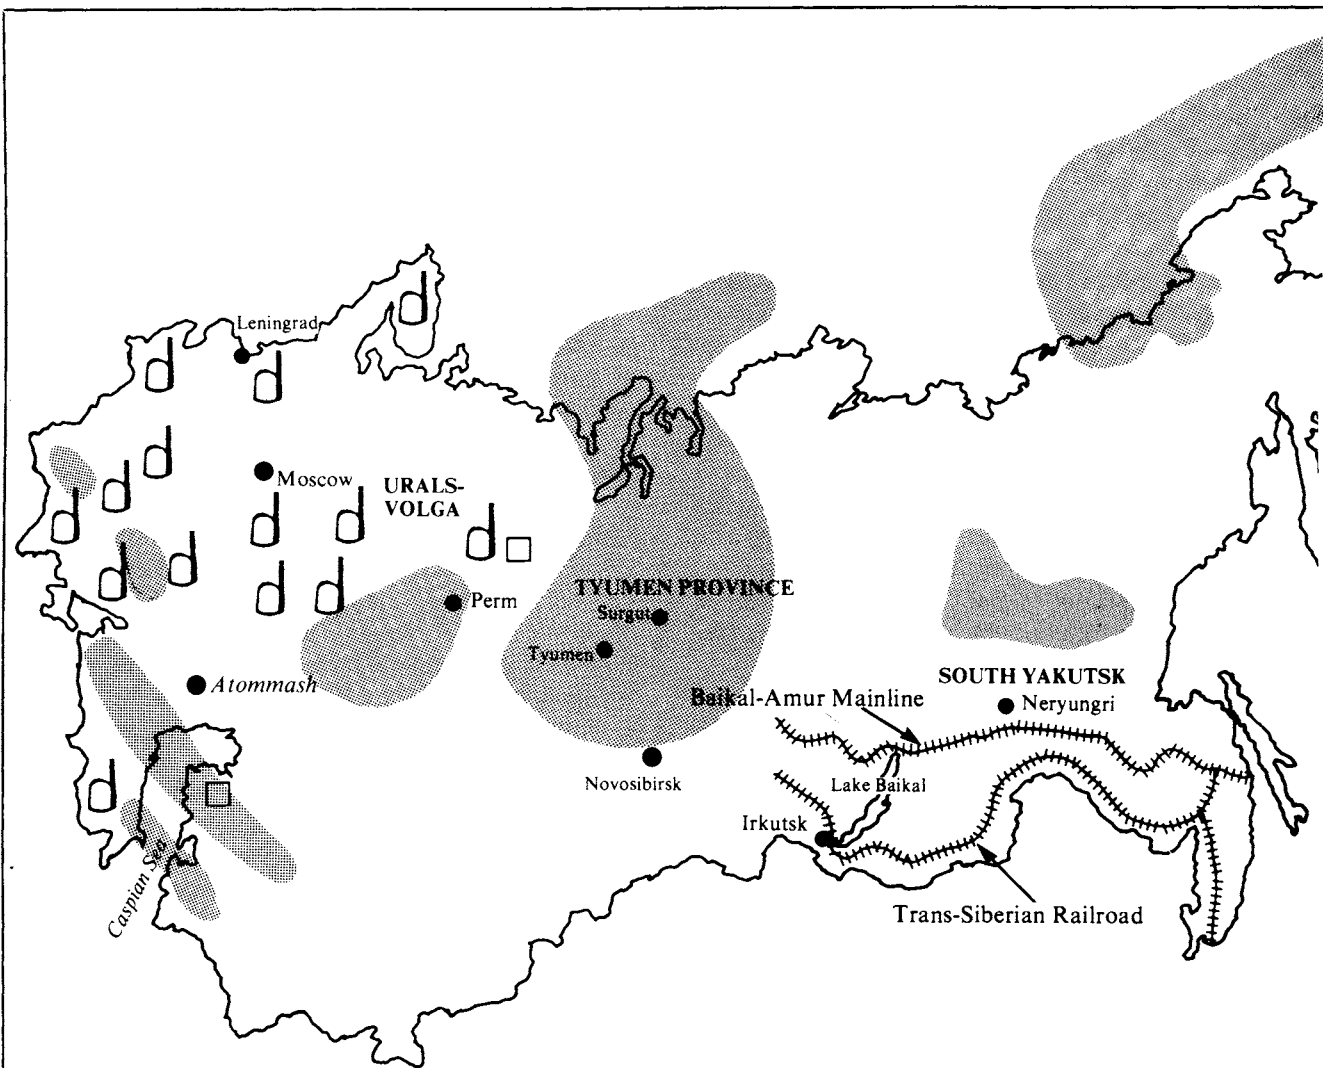 Leningrad
Moscow
URALS-
VOLGA
TYUMEN PROVINCE
Surgut
Perm
Tyumen
Atommash
SOUTH YAKUTSK
Baikal-Amur Mainline
Neryungri
Novosibirsk
Lake Baikal
Irkutsk
Caspian Sea
Trans-Siberian Railroad